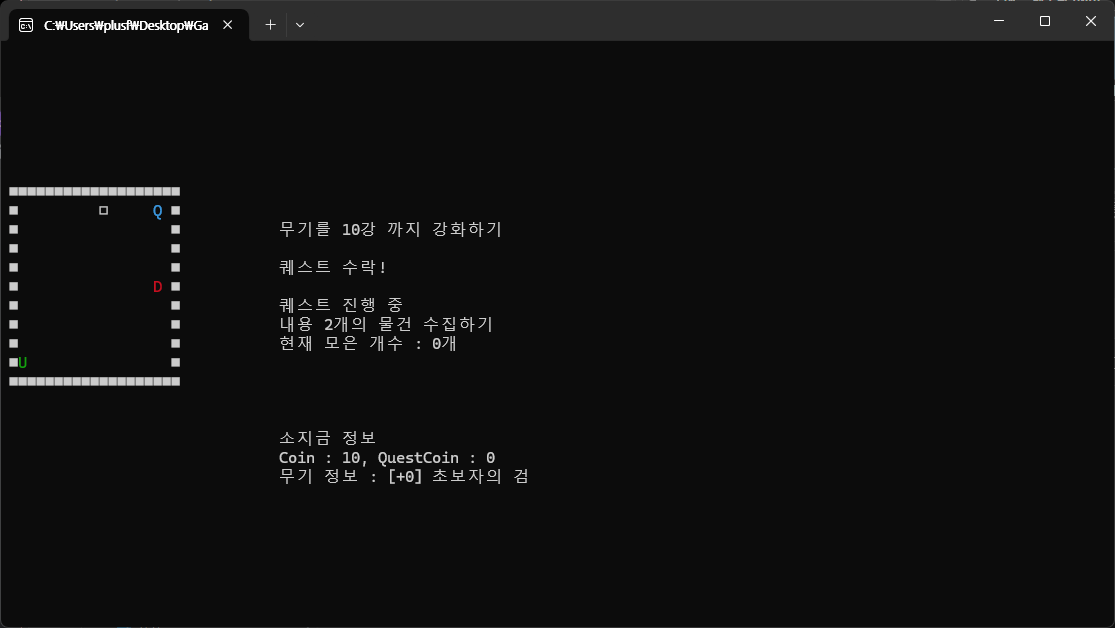 C:₩Users₩plusf₩Desktop₩Ga
Q
무기를 10강 까지 강화하기
퀘스트 수락!
D
퀘스트 진행 중
내용 2개의 물건 수집하기
현재 모은 개수 : 0개
U
소지금 정보
Coin : 10, QuestCoin : 0
무기 정보 : [+0] 초보자의 검